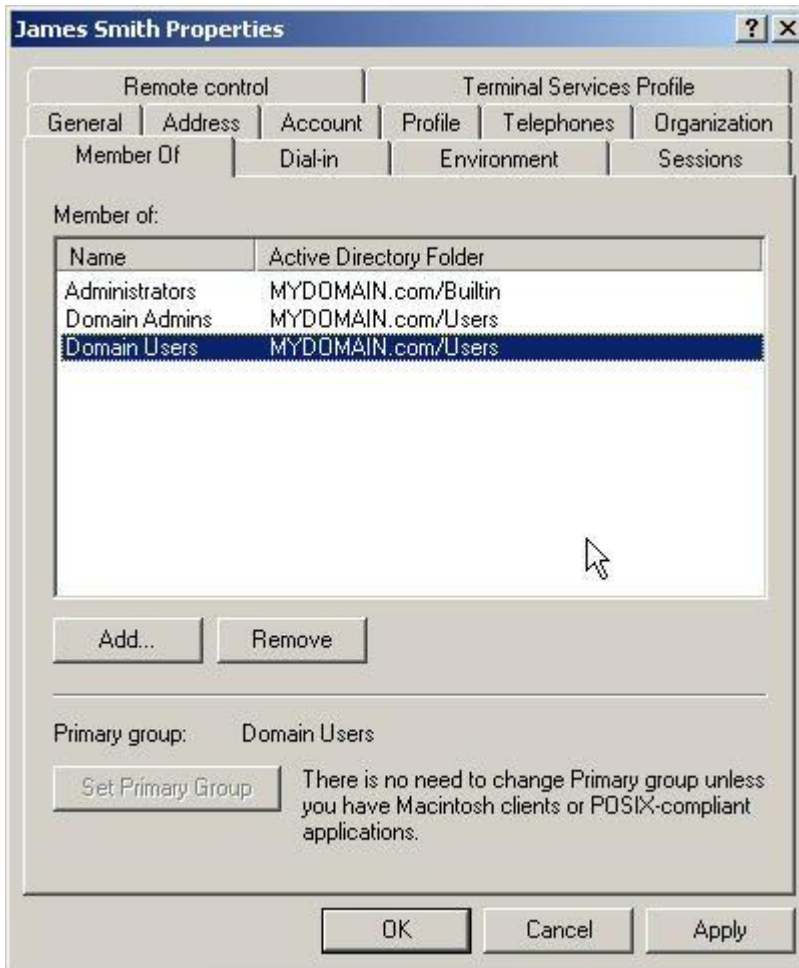 James Smith Properties
Remote control Terminal Services Profile
General Address Account Profile Telephones Organization
Member Of Dial-in Environment Sessions
Member of:
Name Active Directory Folder
Administrators MYDOMAIN.com/Builtin
Domain Admins MYDOMAIN.com/Users
Domain Users MYDOMAIN.com/Users
Add... Remove
Primary group: Domain Users
Set Primary Group There is no need to change Primary group unless
you have Macintosh clients or POSIX-compliant
applications.
OK Cancel Apply